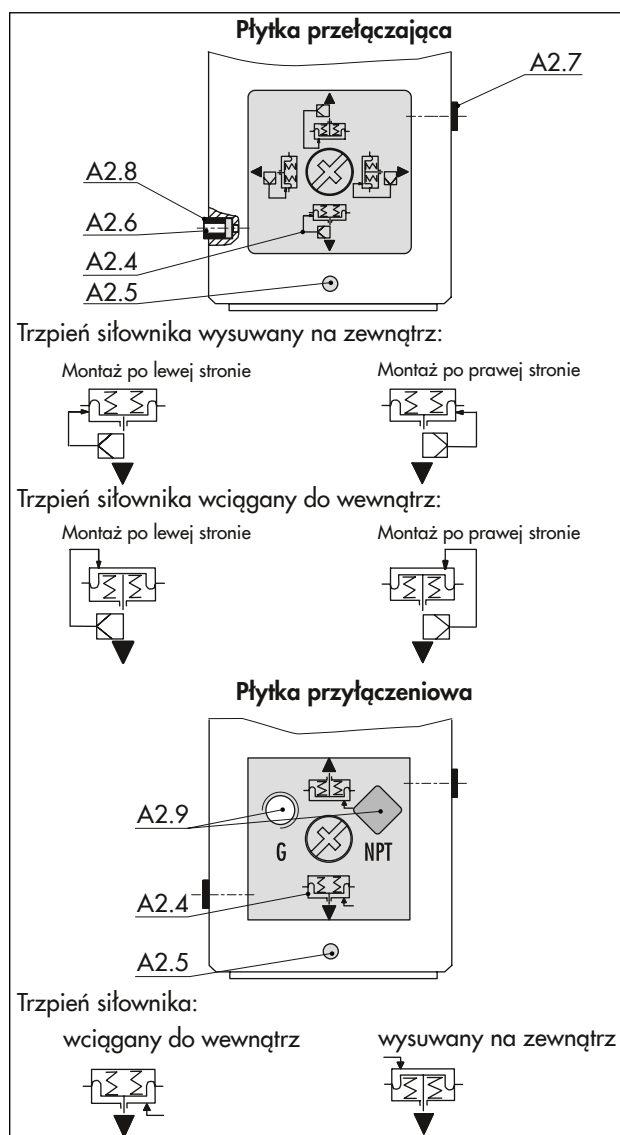 Płytka przełączająca
A2.7
A2.8
A2.6
A2.4
A2.5
Trzpień siłownika wysuwany na zewnątrz:
Montaż po lewej stronie
Montaż po prawej stronie
Trzpień siłownika wciągany do wewnątrz:
Montaż po lewej stronie
Montaż po prawej stronie
Płytka przyłączeniowa
A2.9
G
NPT
A2.4
A2.5
Trzpień siłownika:
wciągany do wewnątrz
wysuwany na zewnątrz